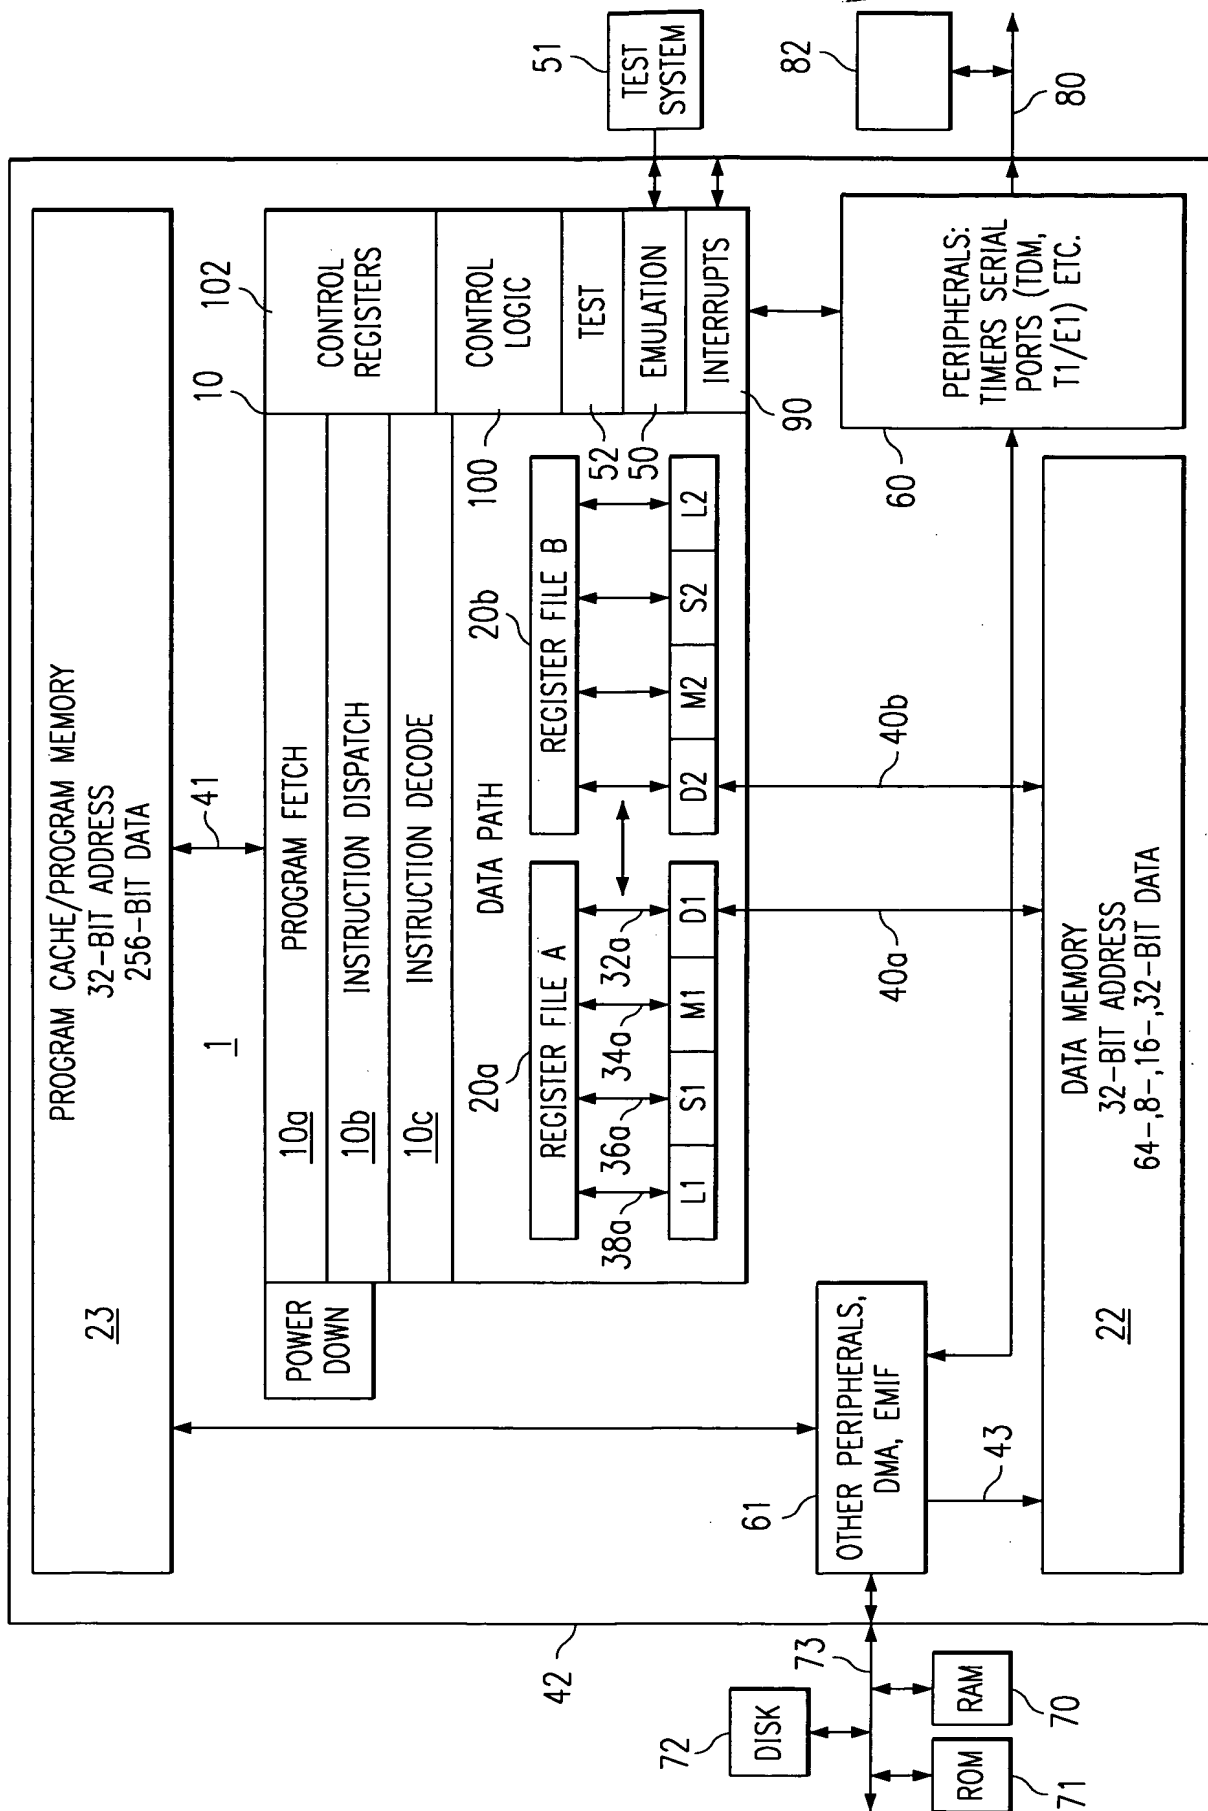 PROGRAM CACHE/PROGRAM MEMORY
32-BIT ADDRESS
256-BIT DATA
23
1
41
42
POWER
DOWN
10
102
10a
PROGRAM FETCH
10b
INSTRUCTION DISPATCH
10c
INSTRUCTION DECODE
CONTROL
REGISTERS
CONTROL
LOGIC
TEST
EMULATION
INTERRUPTS
100
52
50
90
DATA PATH
20a
REGISTER FILE A
20b
REGISTER FILE B
38a
36a
34a
32a
L1
S1
M1
D1
D2
M2
S2
L2
51
TEST
SYSTEM
40a
40b
61
OTHER PERIPHERALS,
DMA, EMIF
43
60
PERIPHERALS:
TIMERS SERIAL
PORTS (TDM,
T1/E1) ETC.
82
80
DATA MEMORY
32-BIT ADDRESS
64-,8-,16-,32-BIT DATA
22
72
DISK
73
ROM
71
RAM
70